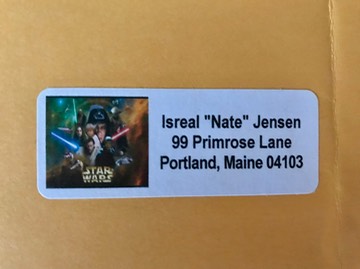 STAR
WARS
Isreal "Nate" Jensen
99 Primrose Lane
Portland, Maine 04103